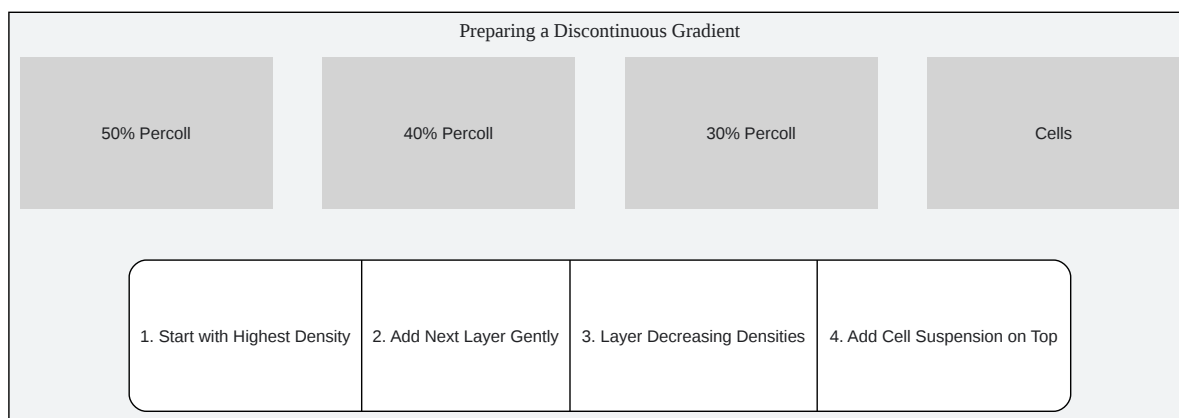 Preparing a Discontinuous Gradient
50% Percoll
40% Percoll
30% Percoll
Cells
1. Start with Highest Density
2. Add Next Layer Gently
3. Layer Decreasing Densities
4. Add Cell Suspension on Top